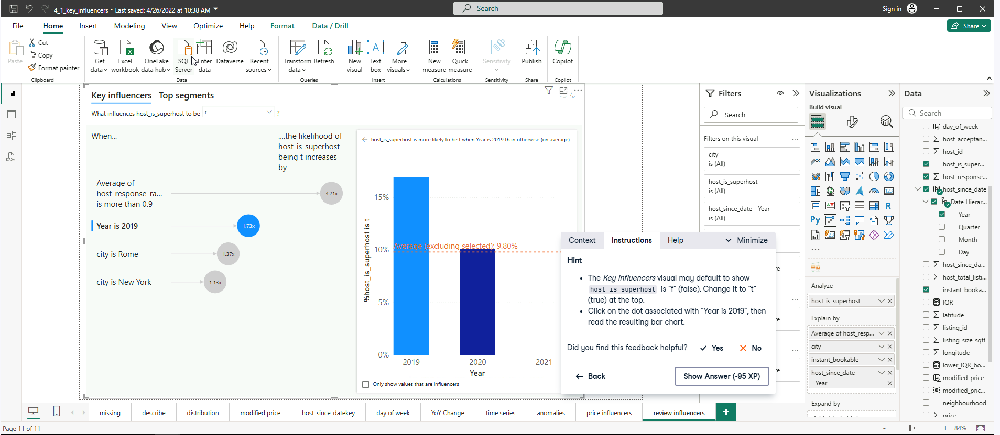 4_1_key_influencers • Last saved: 4/26/2022 at 10:38 AM
Search
Sign in
File Home Insert Modeling View Optimize Help Format Data / Drill
Share
Paste
Cut
Copy
Format painter
Clipboard
Get data
Excel workbook
OneLake data hub
SQL Server
Enter data
Dataverse
Recent sources
Data
Transform data
Refresh
Queries
New visual
Text box
More visuals
Insert
New measure
Quick measure
Calculations
Sensitivity
Sensitivity
Publish
Share
Copilot
Copilot
Key influencers Top segments
What influences host_is_superhost to be t ?
When...
....the likelihood of
host_is_superhost
being t increases
by
Average of
host_response_ra...
is more than 0.9
3.21x
Year is 2019
1.73x
city is Rome
1.37x
city is New York
1.13x
host_is_superhost is more likely to be t when Year is 2019 than otherwise (on average).
15%
10%
5%
0%
%host_is_superhost is t
Average (excluding selected): 9.80%
2019 2020 2021
Year
Only show values that are influencers
Context Instructions Help Minimize
Hint
• The Key influencers visual may default to show
host_is_superhost is "f" (false). Change it to "t"
(true) at the top.
• Click on the dot associated with "Year is 2019", then
read the resulting bar chart.
Did you find this feedback helpful? Yes No
Back
Show Answer (-95 XP)
Filters
Search
Filters on this visual ...
city
is (All)
host_is_superhost
is (All)
host_since_date - Year
is (All)
re
...
re
...
re
Visualizations
Build visual
R
Py
123
...
Analyze
host_is_superhost
Explain by
Average of host_resp...
city
instant_bookable
host_since_date
Year
Expand by
Data
Search
day_of_week
host_acceptan...
host_id
host_is_super...
host_response...
host_since_date
Date Hierar...
Year
Quarter
Month
Day
host_since_da...
host_total_listi...
instant_booka...
IQR
latitude
listing_id
listing_size_sqft
longitude
lower_IQR_bo...
modified_price
modified_pric...
neighbourhood
price
missing describe distribution modified price host_since_datekey day of week YoY Change time series anomalies price influencers review influencers +
Page 11 of 11
- + 84%